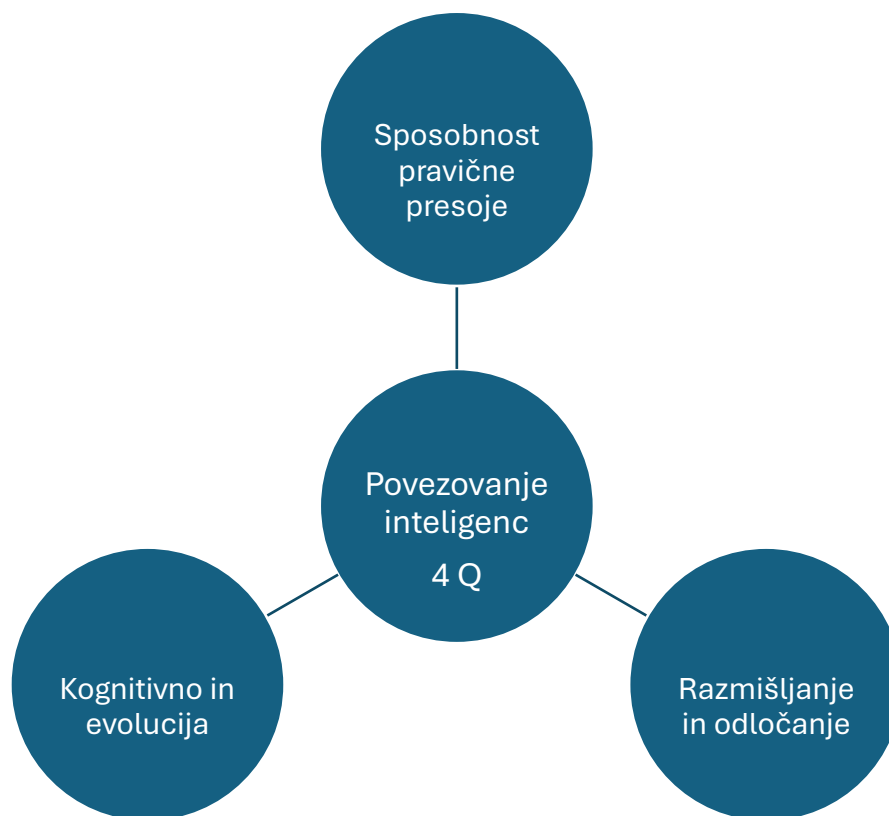 Sposobnost
pravične
presoje
Povezovanje
inteligenc
4 Q
Kognitivno in
evolucija
Razmišljanje
in odločanje